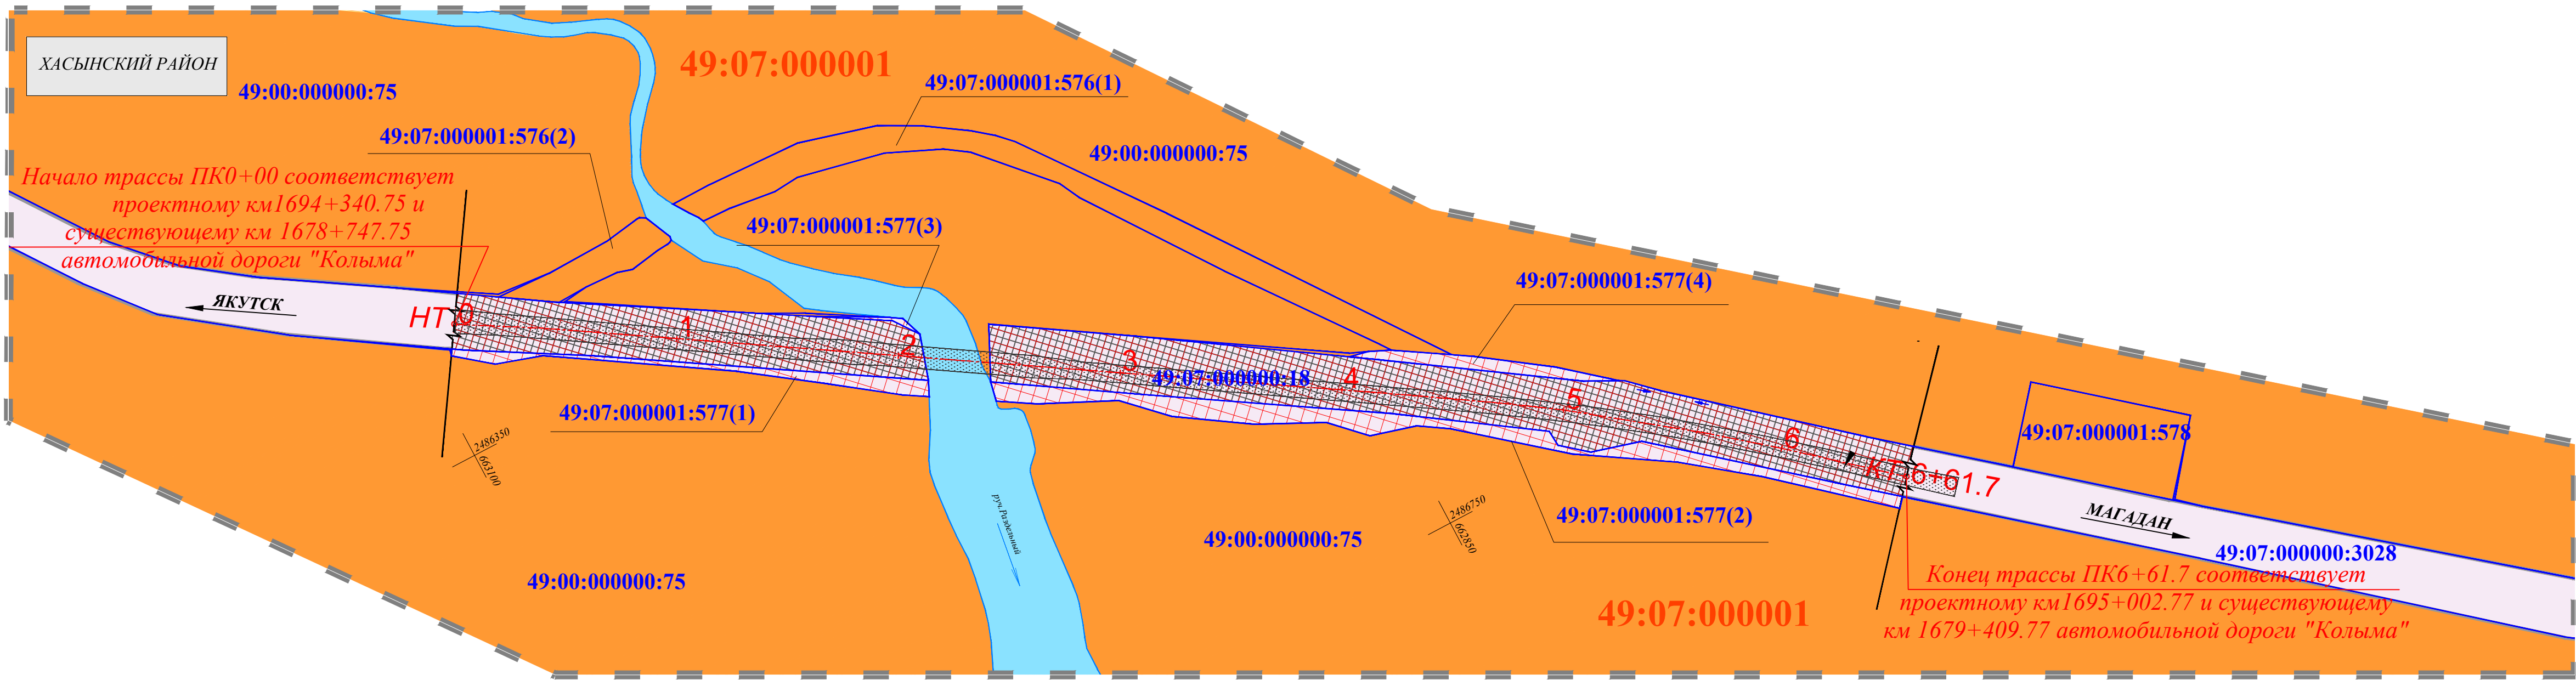 ХАСЫНСКИЙ РАЙОН
49:00:000000:75
49:07:000001
49:07:000001:576(1)
49:07:000001:576(2)
49:00:000000:75
Начало трассы ПК0+00 соответствует
проектному км1694+340.75 и
существующему км 1678+747.75
автомобильной дороги "Колыма"
49:07:000001:577(3)
49:07:000001:577(4)
ЯКУТСК
НТ 0
1
2
3
4
5
6
49:07:000000:18
49:07:000001:577(1)
2486350
663100
49:07:000001:578
КТ 6+61.7
руч.Раздельный
2486750
662850
49:07:000001:577(2)
МАГАДАН
49:00:000000:75
49:07:000000:3028
49:00:000000:75
49:07:000001
Конец трассы ПК6+61.7 соответствует
проектному км1695+002.77 и существующему
км 1679+409.77 автомобильной дороги "Колыма"